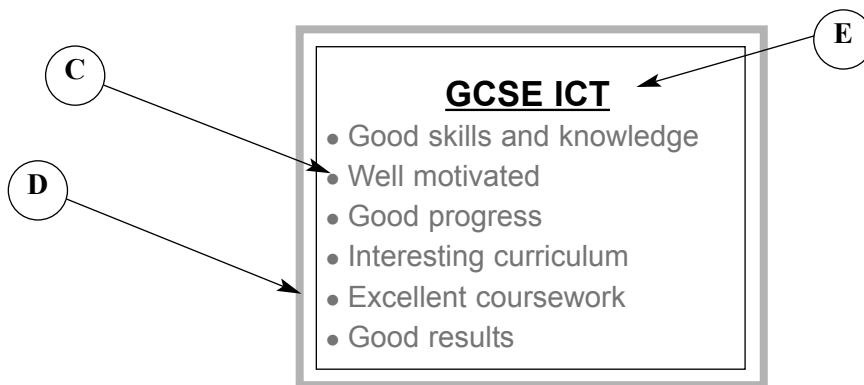 E
C
GCSE ICT
• Good skills and knowledge
• Well motivated
D
• Good progress
• Interesting curriculum
• Excellent coursework
• Good results